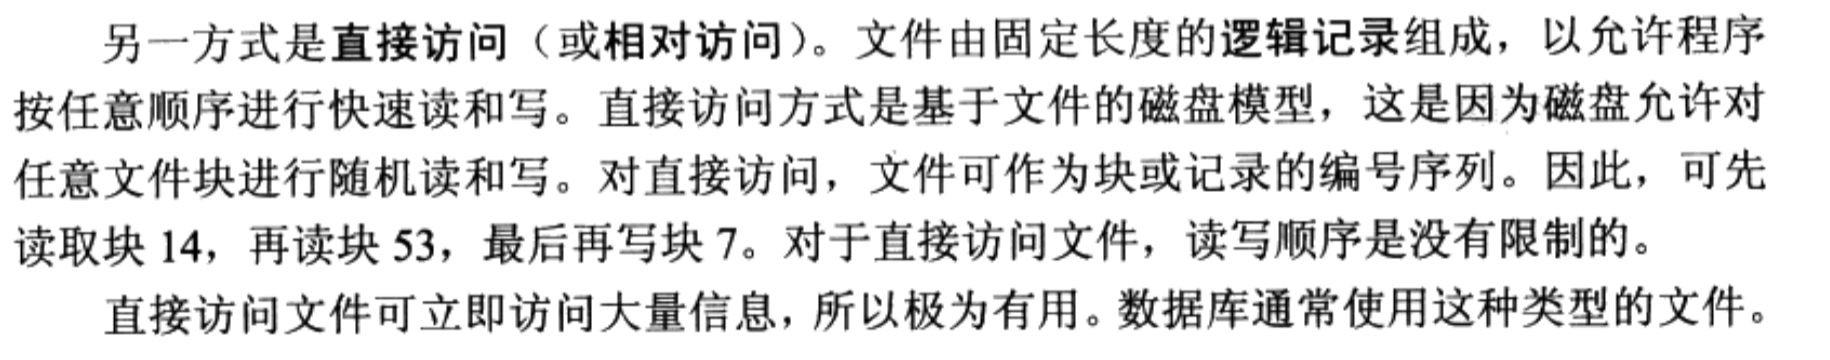 另一方式是直接访问（或相对访问）。文件由固定长度的逻辑记录组成，以允许程序
按任意顺序进行快速读和写。直接访问方式是基于文件的磁盘模型，这是因为磁盘允许对
任意文件块进行随机读和写。对直接访问，文件可作为块或记录的编号序列。因此，可先
读取块 14，再读块 53，最后再写块 7。对于直接访问文件，读写顺序是没有限制的。
直接访问文件可立即访问大量信息，所以极为有用。数据库通常使用这种类型的文件。